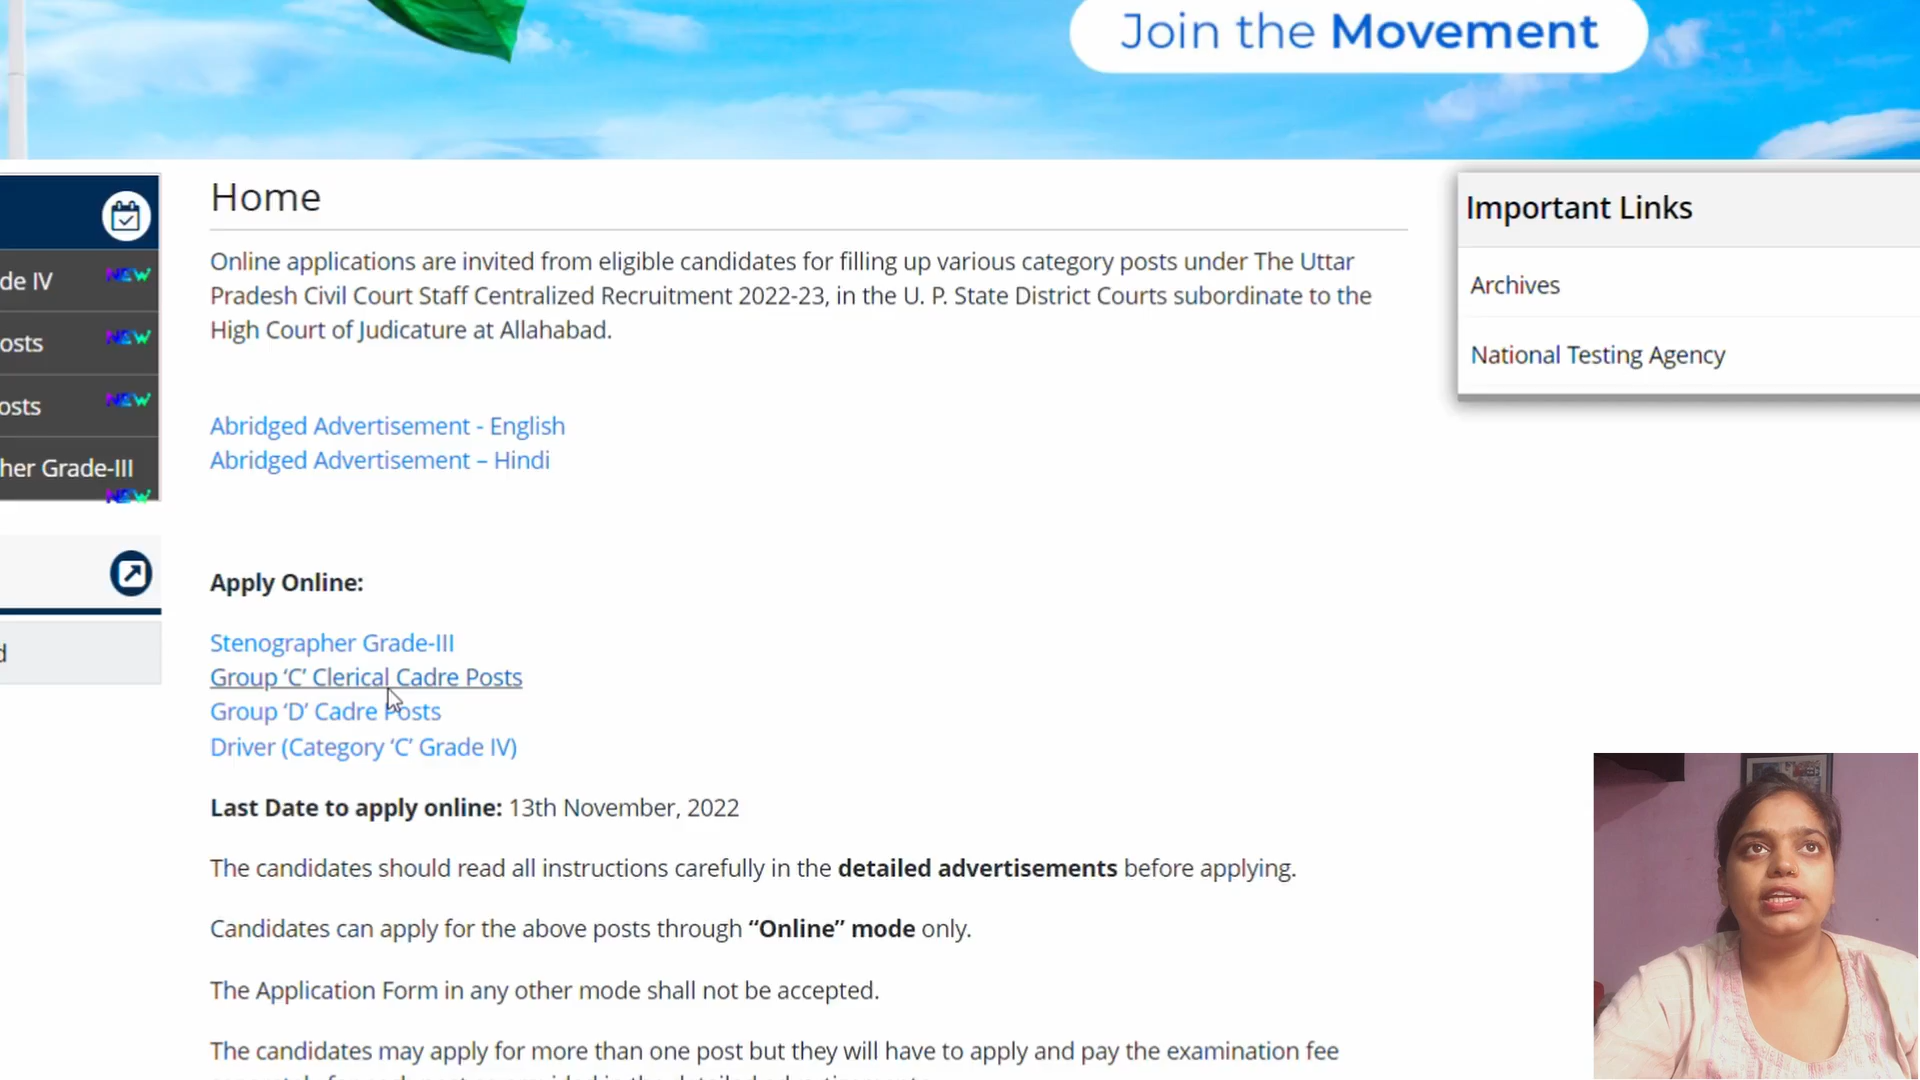 Join the Movement
Home
Online applications are invited from eligible candidates for filling up various category posts under The Uttar
Pradesh Civil Court Staff Centralized Recruitment 2022-23, in the U. P. State District Courts subordinate to the
High Court of Judicature at Allahabad.
Abridged Advertisement - English
Abridged Advertisement – Hindi
Apply Online:
Stenographer Grade-III
Group ‘C’ Clerical Cadre Posts
Group ‘D’ Cadre Posts
Driver (Category ‘C’ Grade IV)
Last Date to apply online: 13th November, 2022
The candidates should read all instructions carefully in the detailed advertisements before applying.
Candidates can apply for the above posts through “Online” mode only.
The Application Form in any other mode shall not be accepted.
The candidates may apply for more than one post but they will have to apply and pay the examination fee
de IV NEW
osts NEW
osts NEW
her Grade-III
NEW
d
Important Links
Archives
National Testing Agency